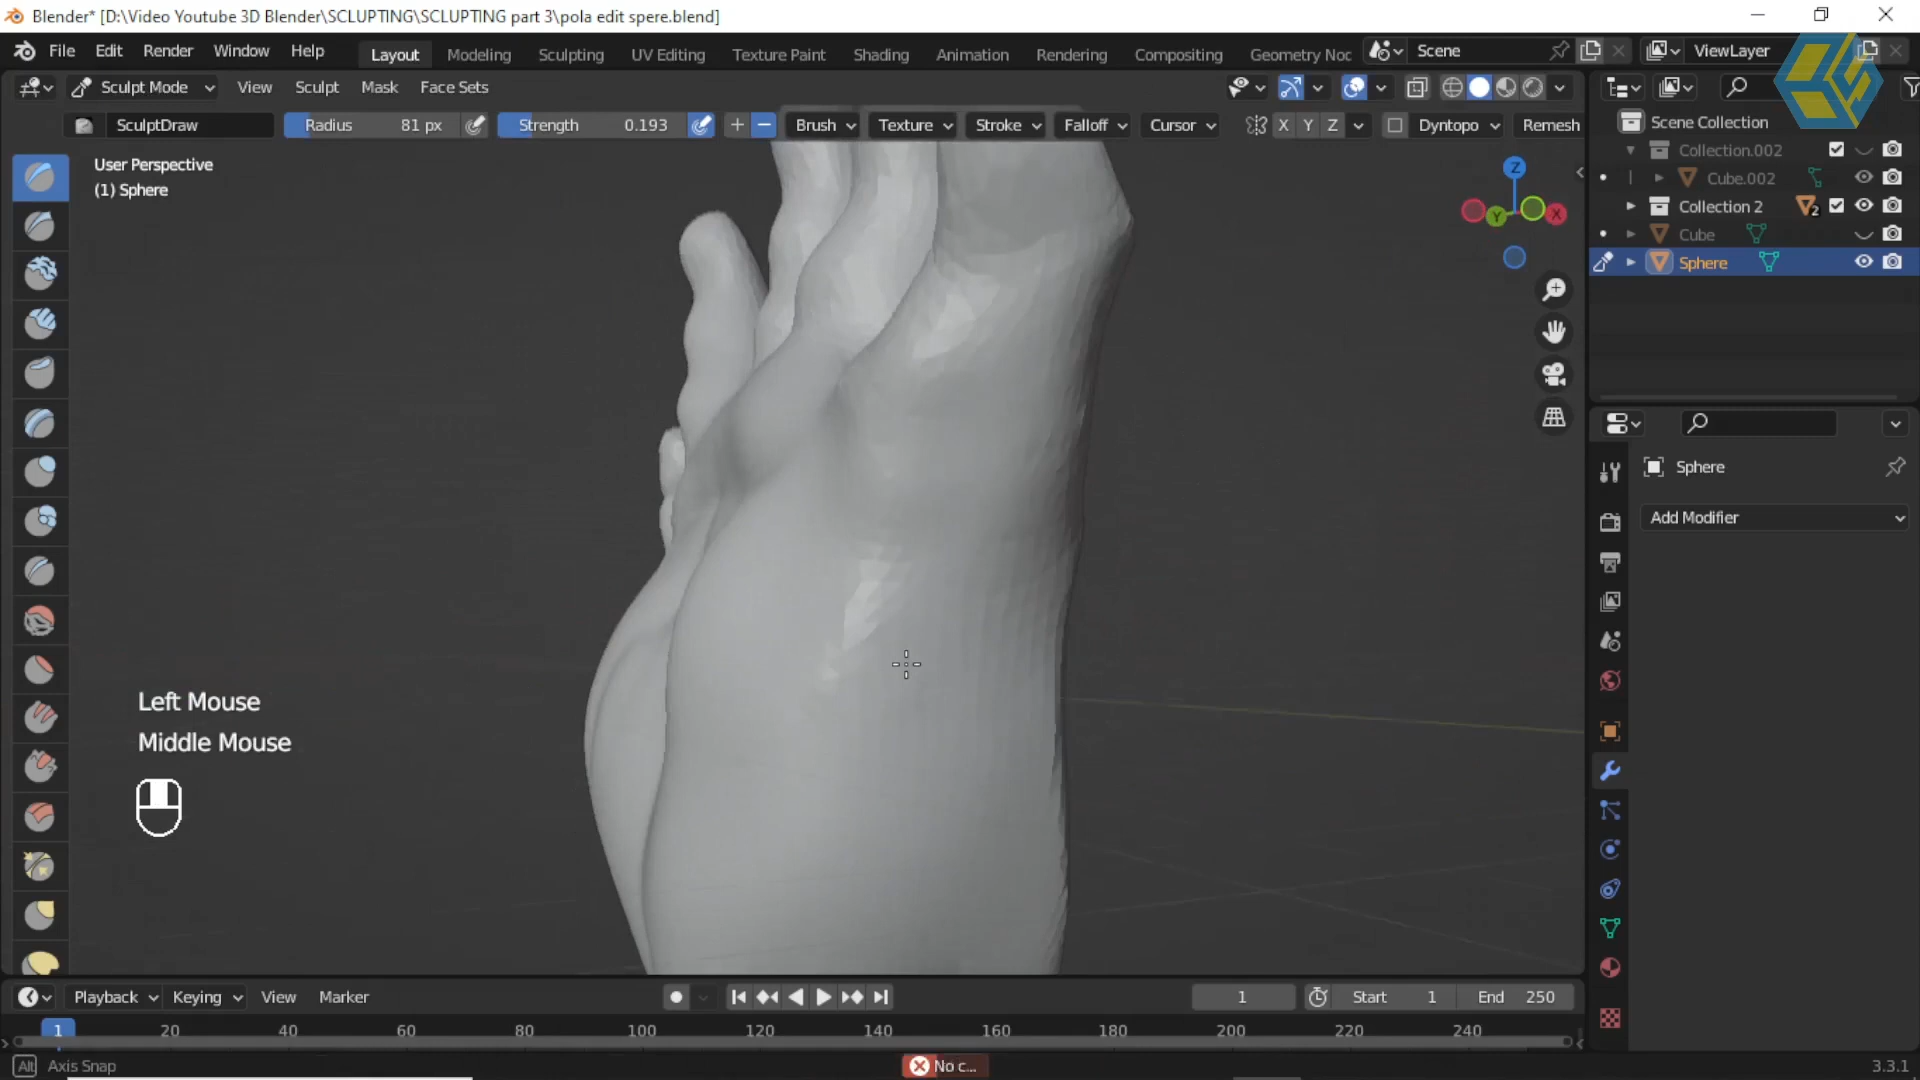 Blender* [D:\Video Youtube 3D Blender\SCLUPTING\SCLUPTING part 3\pola edit spere.blend]
File Edit Render Window Help Layout Modeling Sculpting UV Editing Texture Paint Shading Animation Rendering Compositing Geometry Noc Scene ViewLayer
Sculpt Mode View Sculpt Mask Face Sets
SculptDraw Radius 81 px Strength 0.193 Brush Texture Stroke Falloff Cursor X Y Z Dyntopo Remesh
Scene Collection
Collection.002
Cube.002
Collection 2 2
Cube
Sphere
User Perspective
(1) Sphere
Z
Y X
Sphere
Add Modifier
Left Mouse
Middle Mouse
Playback Keying View Marker 1 Start 1 End 250
1 20 40 60 80 100 120 140 160 180 200 220 240
Alt Axis Snap No c... 3.3.1